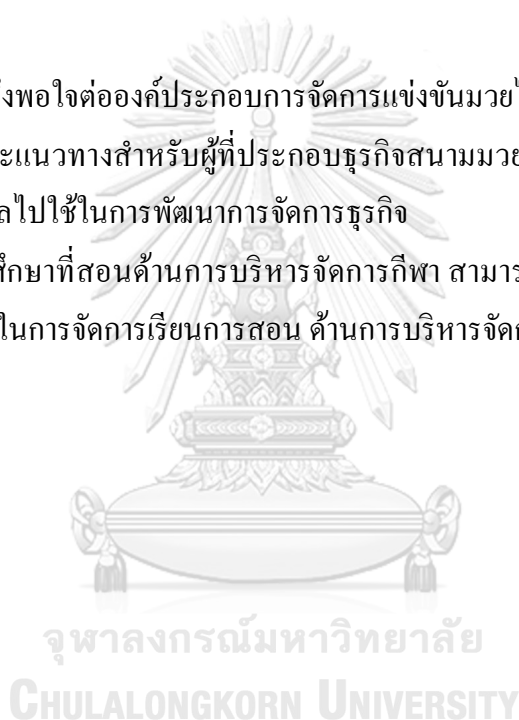 งพอใจต่อองค์ประกอบการจัดการแข่งขันมวย
ะแนวทางสำหรับผู้ที่ประกอบธุรกิจสนามมวย
ลไปใช้ในการพัฒนาการจัดการธุรกิจ
ศึกษาที่สอนด้านการบริหารจัดการกีฬา สามาร
ในการจัดการเรียนการสอน ด้านการบริหารจัด
จุฬาลงกรณ์มหาวิทยาลัย
CHULALONGKORN UNIVERSITY